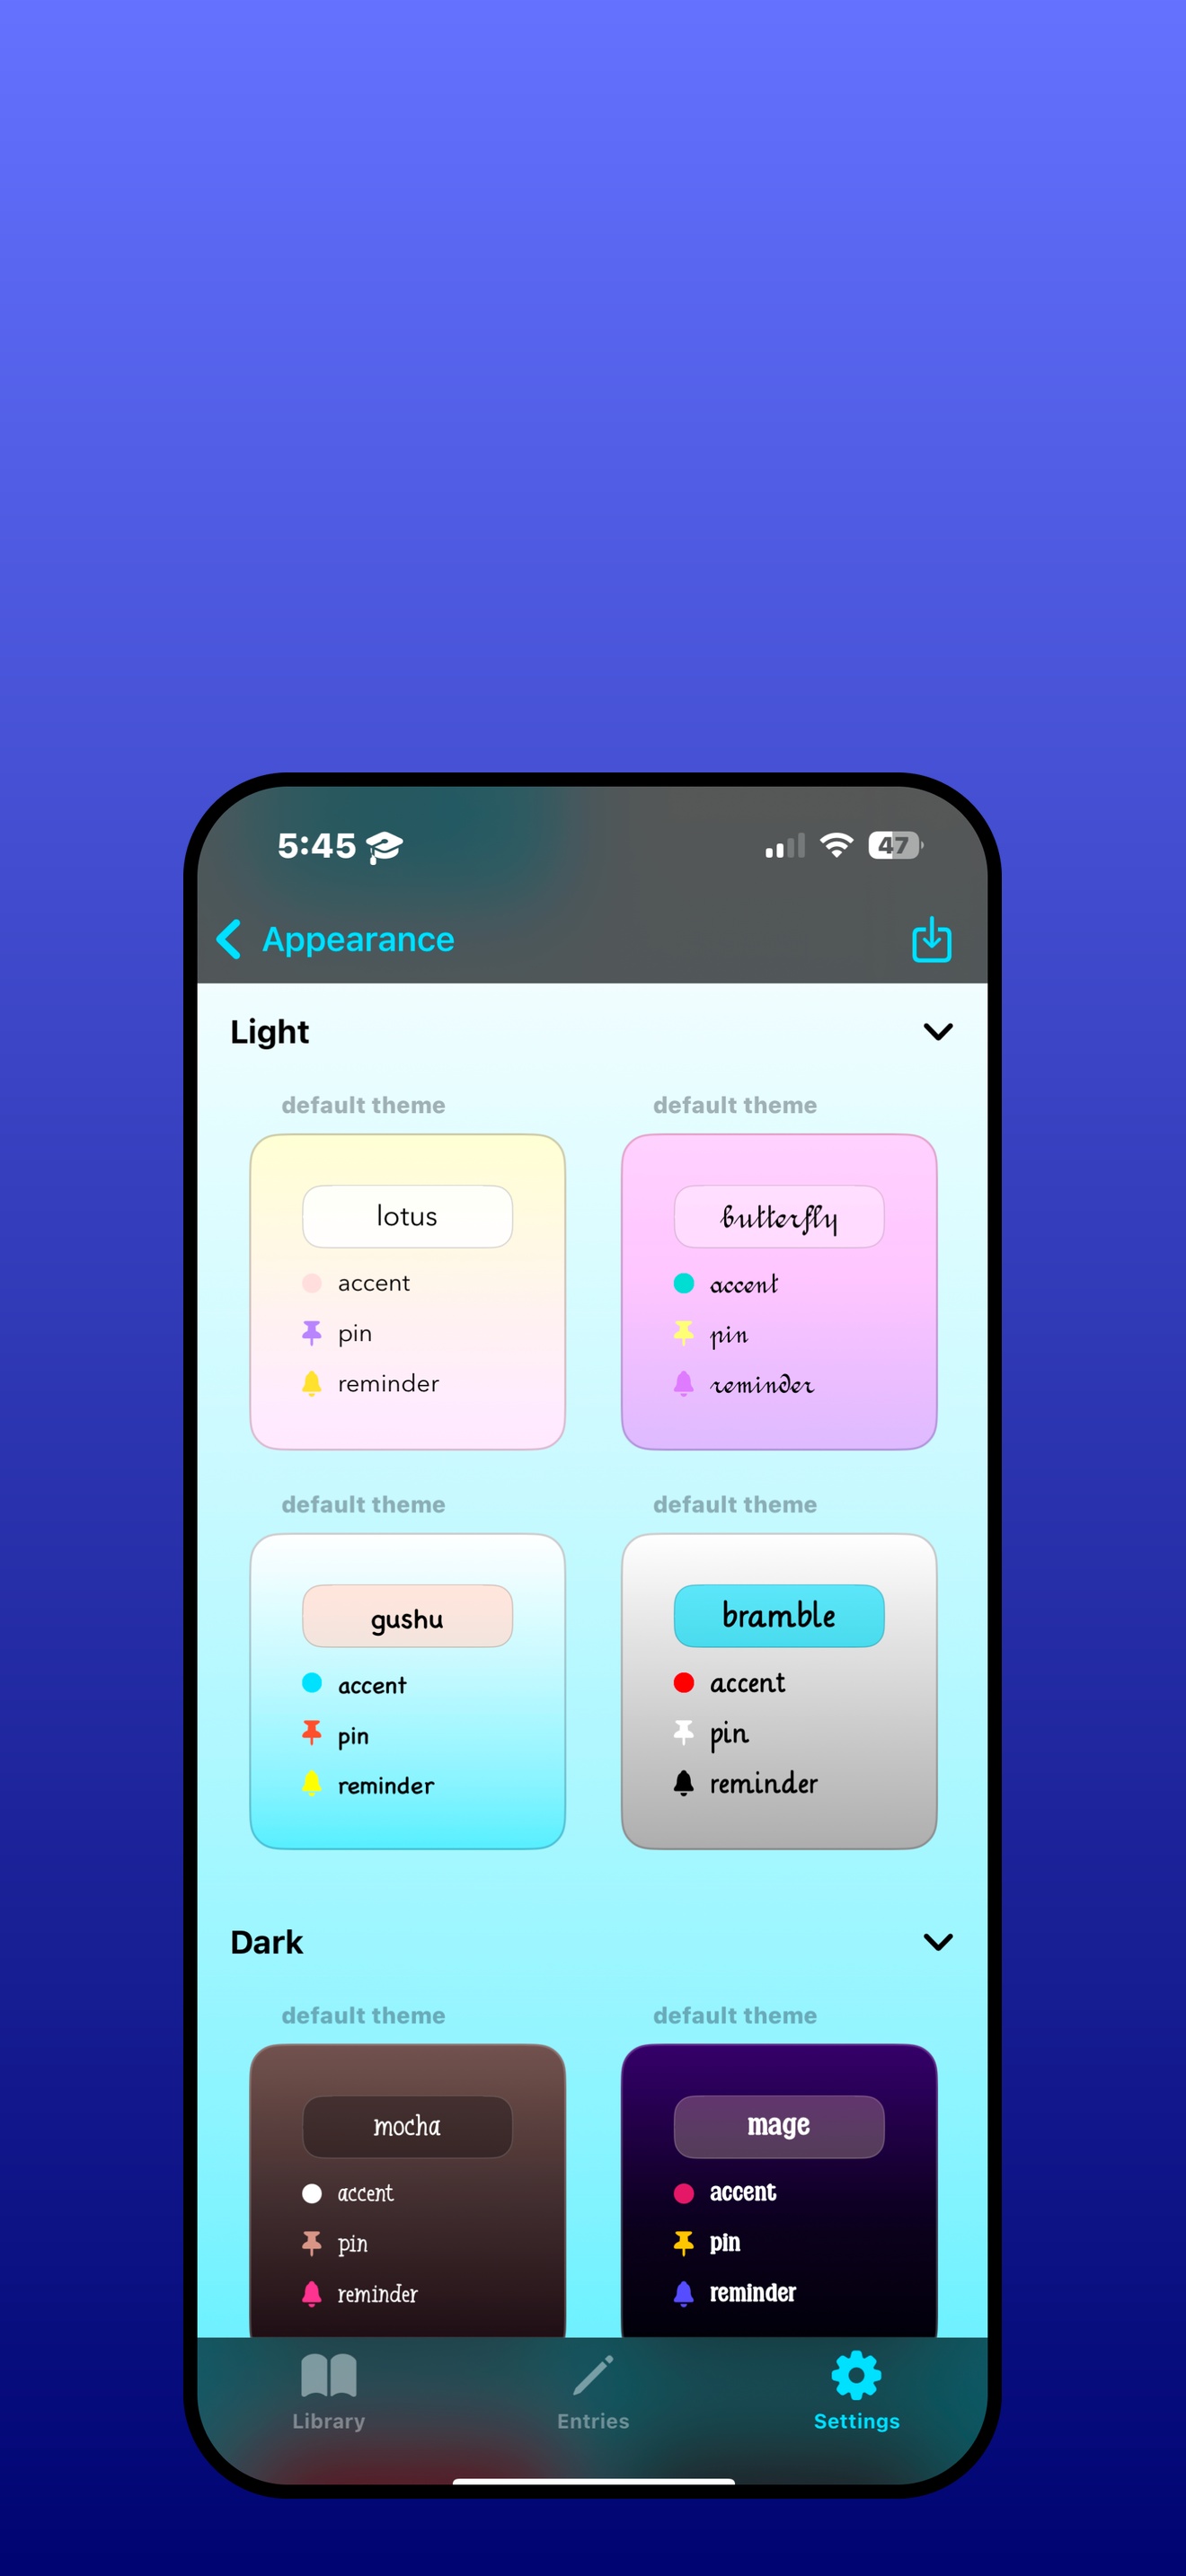 5:45
47
Appearance
Light
default theme
default theme
lotus
accent
pin
reminder
butterfly
accent
pin
reminder
default theme
default theme
gushu
accent
pin
reminder
bramble
accent
pin
reminder
Dark
default theme
default theme
mocha
accent
pin
reminder
mage
accent
pin
reminder
Library
Entries
Settings